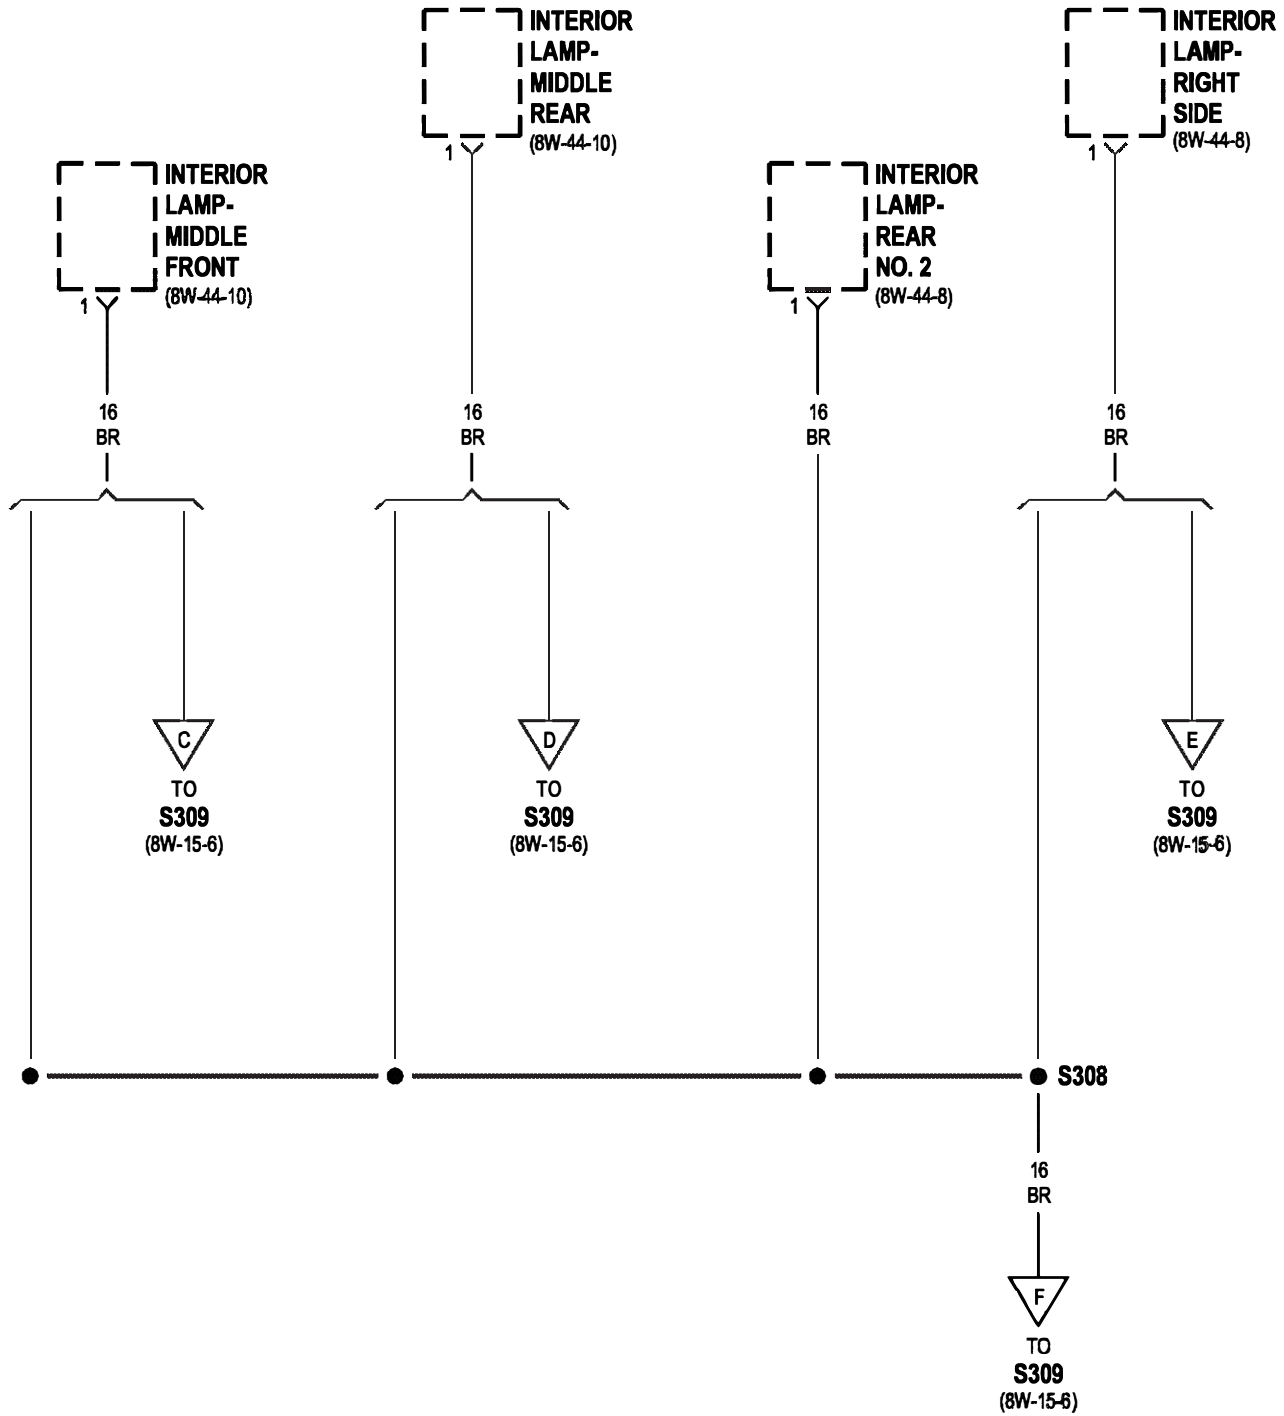 INTERIOR
LAMP-
MIDDLE
REAR
(8W-44-10)
1
INTERIOR
LAMP-
RIGHT
SIDE
(8W-44-8)
1
INTERIOR
LAMP-
MIDDLE
FRONT
(8W-44-10)
1
INTERIOR
LAMP-
REAR
NO. 2
(8W-44-8)
1
16
BR
16
BR
16
BR
16
BR
C
TO
S309
(8W-15-6)
D
TO
S309
(8W-15-6)
E
TO
S309
(8W-15-6)
S308
16
BR
F
TO
S309
(8W-15-6)